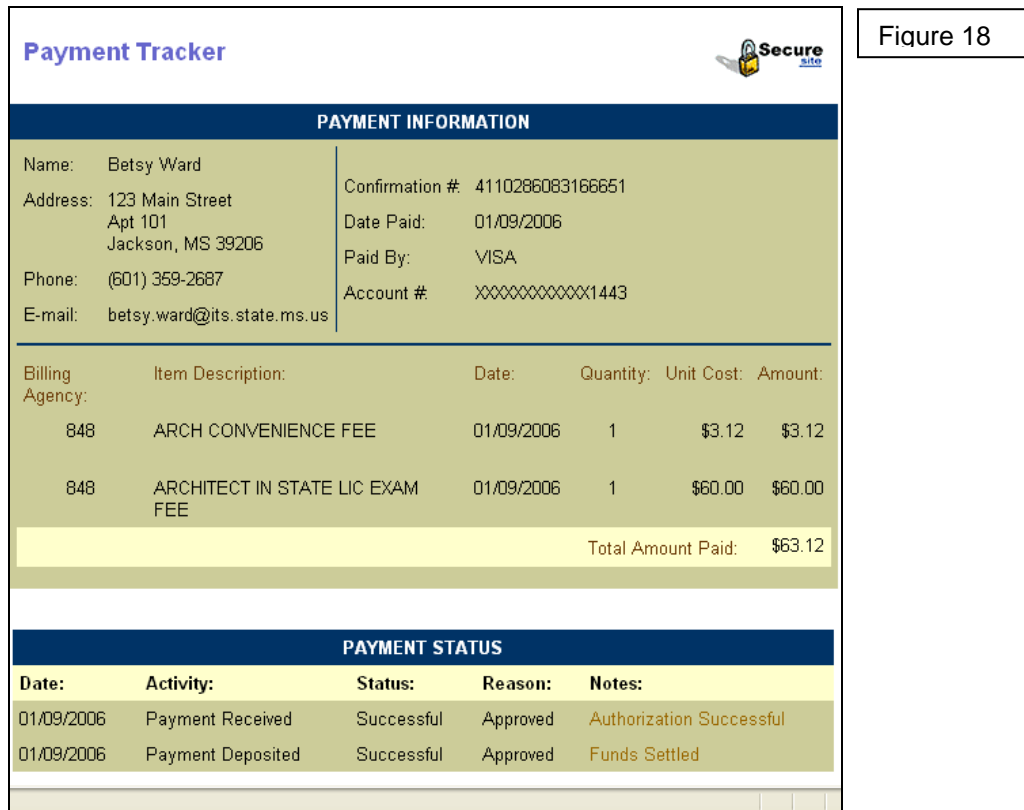 Payment Tracker
Secure
site
Figure 18
PAYMENT INFORMATION
Name: Betsy Ward
Address: 123 Main Street
Apt 101
Jackson, MS 39206
Phone: (601) 359-2687
E-mail: betsy.ward@its.state.ms.us
Confirmation #: 4110286083166651
Date Paid: 01/09/2006
Paid By: VISA
Account #: XXXXXXXXXXXX1443
Billing Agency: Item Description: Date: Quantity: Unit Cost: Amount:
848 ARCH CONVENIENCE FEE 01/09/2006 1 $3.12 $3.12
848 ARCHITECT IN STATE LIC EXAM 01/09/2006 1 $60.00 $60.00
FEE
Total Amount Paid: $63.12
PAYMENT STATUS
Date: Activity: Status: Reason: Notes:
01/09/2006 Payment Received Successful Approved Authorization Successful
01/09/2006 Payment Deposited Successful Approved Funds Settled